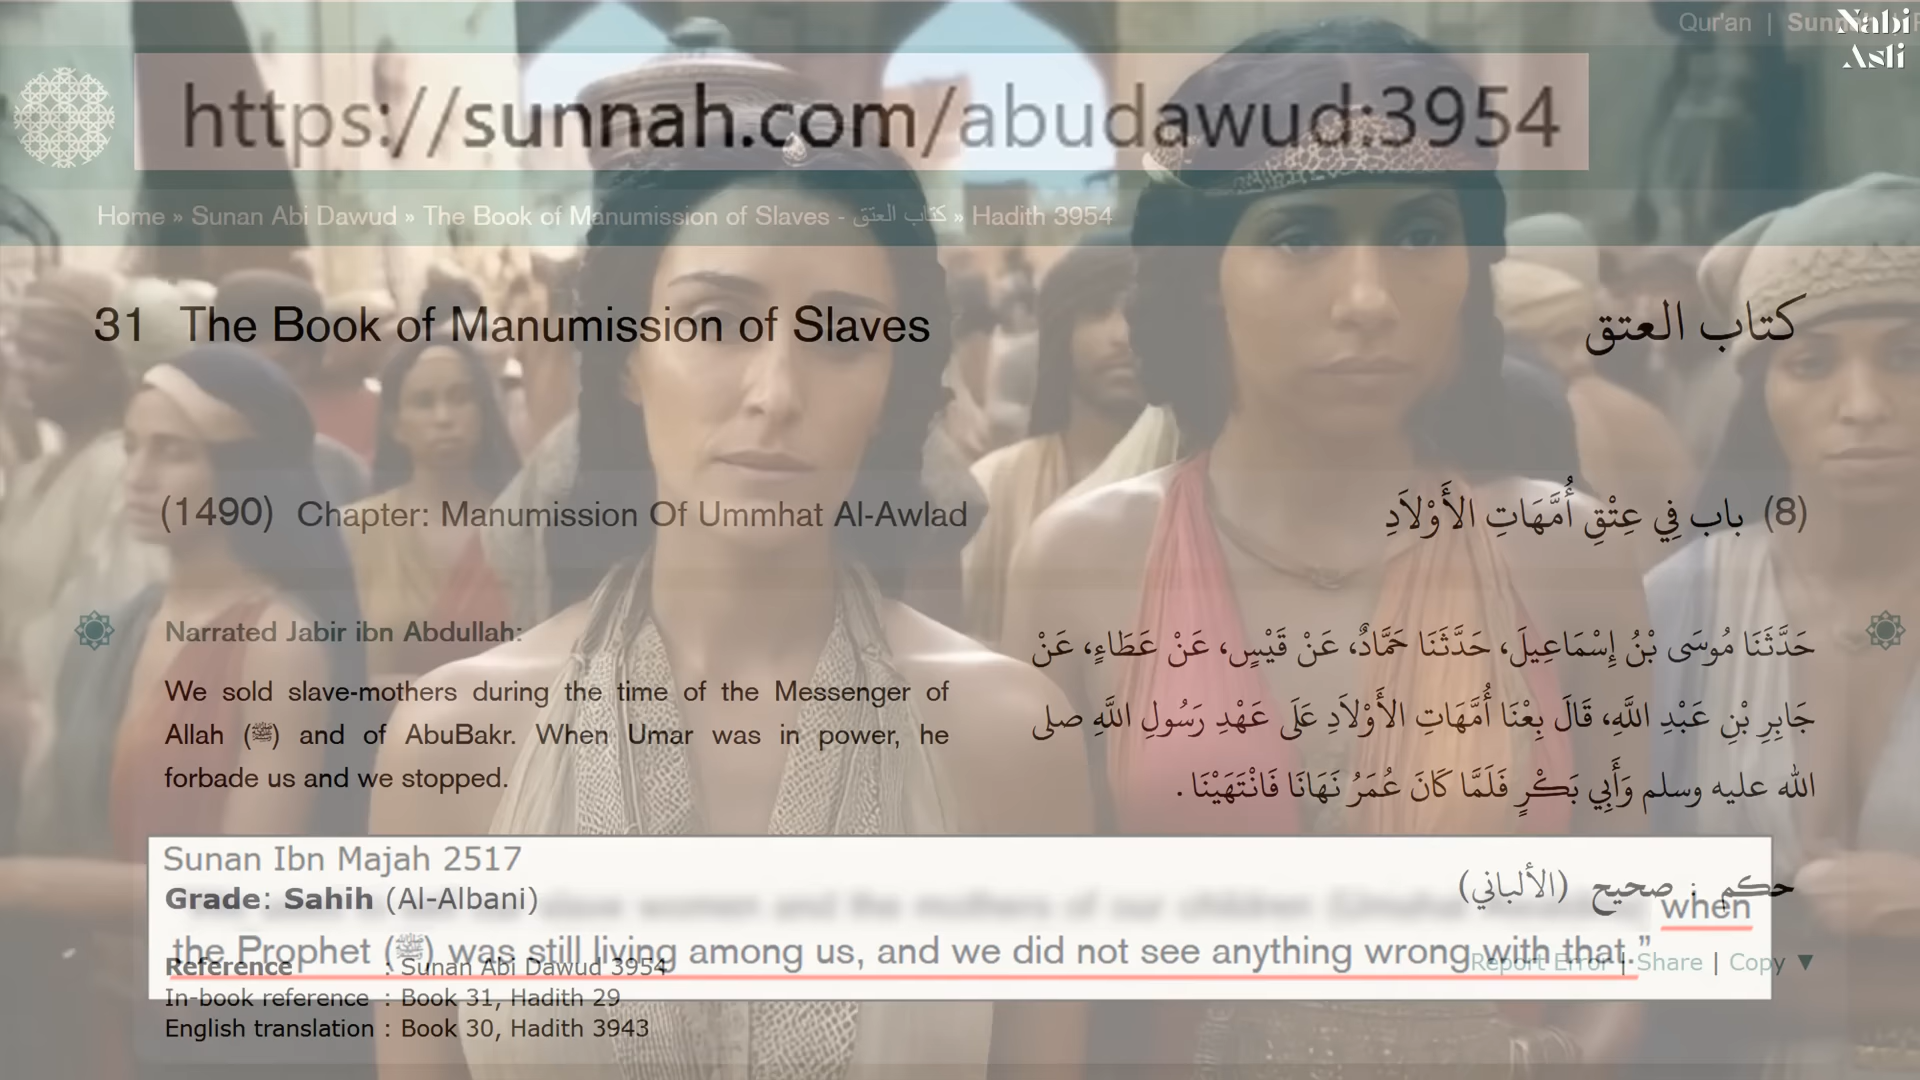 Qur'an | Sunn
Nabi
Asli
https://sunnah.com/abudawud:3954
Home » Sunan Abi Dawud » The Book of Manumission of Slaves - كتاب العتق » Hadith 3954
31 The Book of Manumission of Slaves
كتاب العتق
(1490) Chapter: Manumission Of Ummhat Al-Awlad
(8) باب فِي عِتْقِ أُمَّهَاتِ الأَوْلاَدِ
Narrated Jabir ibn Abdullah:
We sold slave-mothers during the time of the Messenger of
Allah (ﷺ) and of AbuBakr. When Umar was in power, he
forbade us and we stopped.
حَدَّثَنَا مُوسَى بْنُ إِسْمَاعِيلَ، حَدَّثَنَا حَمَّادٌ، عَنْ قَيْسٍ، عَنْ عَطَاءٍ، عَنْ
جَابِرِ بْنِ عَبْدِ اللَّهِ، قَالَ بِعْنَا أُمَّهَاتِ الأَوْلاَدِ عَلَى عَهْدِ رَسُولِ اللَّهِ صلى
الله عليه وسلم وَأَبِي بَكْرٍ فَلَمَّا كَانَ عُمَرُ نَهَانَا فَانْتَهَيْنَا .
Sunan Ibn Majah 2517
Grade: Sahih (Al-Albani)
حكم : صحيح (الألباني)
when
the Prophet (ﷺ) was still living among us, and we did not see anything wrong with that.”
Reference : Sunan Abi Dawud 3954
Report Error | Share | Copy ▼
In-book reference : Book 31, Hadith 29
English translation : Book 30, Hadith 3943